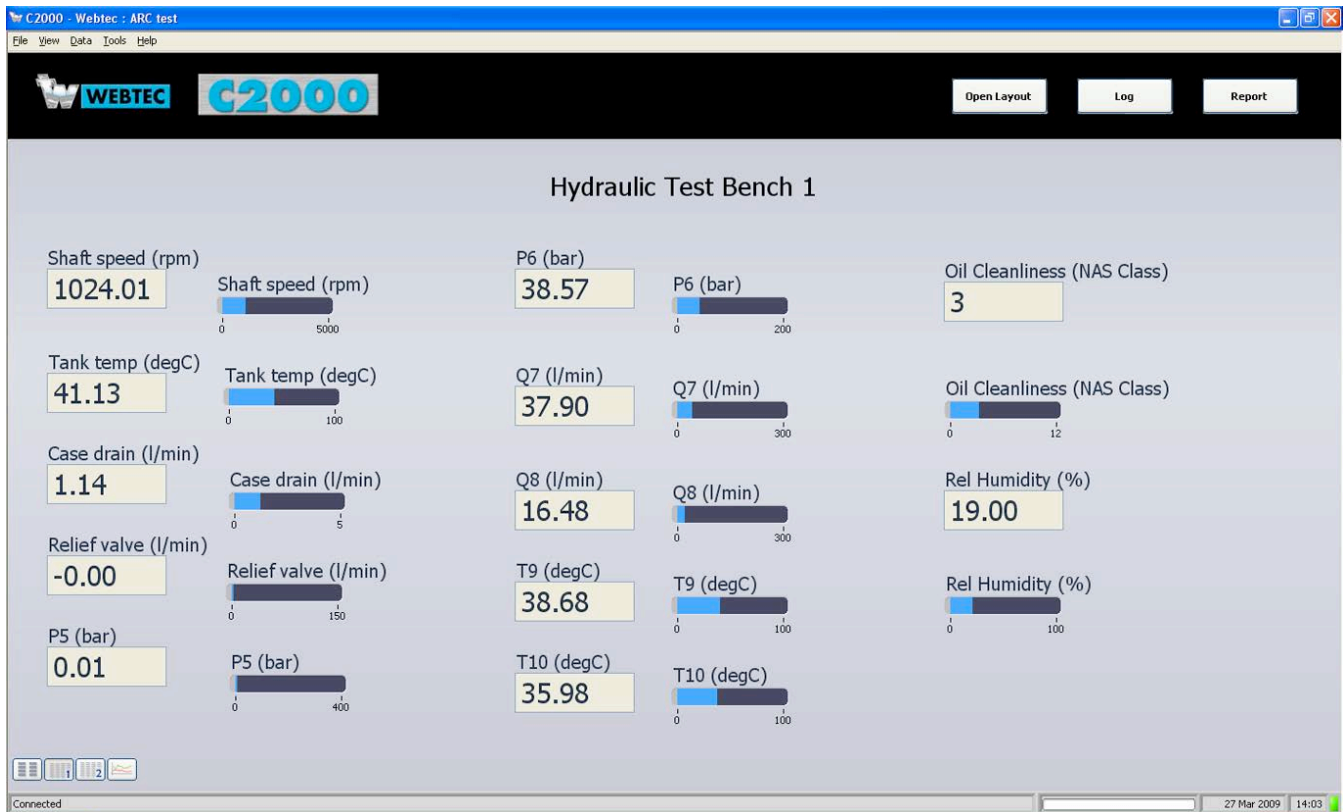 C2000 - Webtec : ARC test
File View Data Tools Help
WEBTEC C2000 Open Layout Log Report
Hydraulic Test Bench 1
Shaft speed (rpm)
1024.01
Shaft speed (rpm)
0 5000
Tank temp (degC)
41.13
Tank temp (degC)
0 100
Case drain (l/min)
1.14
Case drain (l/min)
0 5
Relief valve (l/min)
-0.00
Relief valve (l/min)
0 150
P5 (bar)
0.01
P5 (bar)
0 400
P6 (bar)
38.57
P6 (bar)
0 200
Q7 (l/min)
37.90
Q7 (l/min)
0 300
Q8 (l/min)
16.48
Q8 (l/min)
0 300
T9 (degC)
38.68
T9 (degC)
0 100
T10 (degC)
35.98
T10 (degC)
0 100
Oil Cleanliness (NAS Class)
3
Oil Cleanliness (NAS Class)
0 12
Rel Humidity (%)
19.00
Rel Humidity (%)
0 100
1 2
Connected 27 Mar 2009 14:03